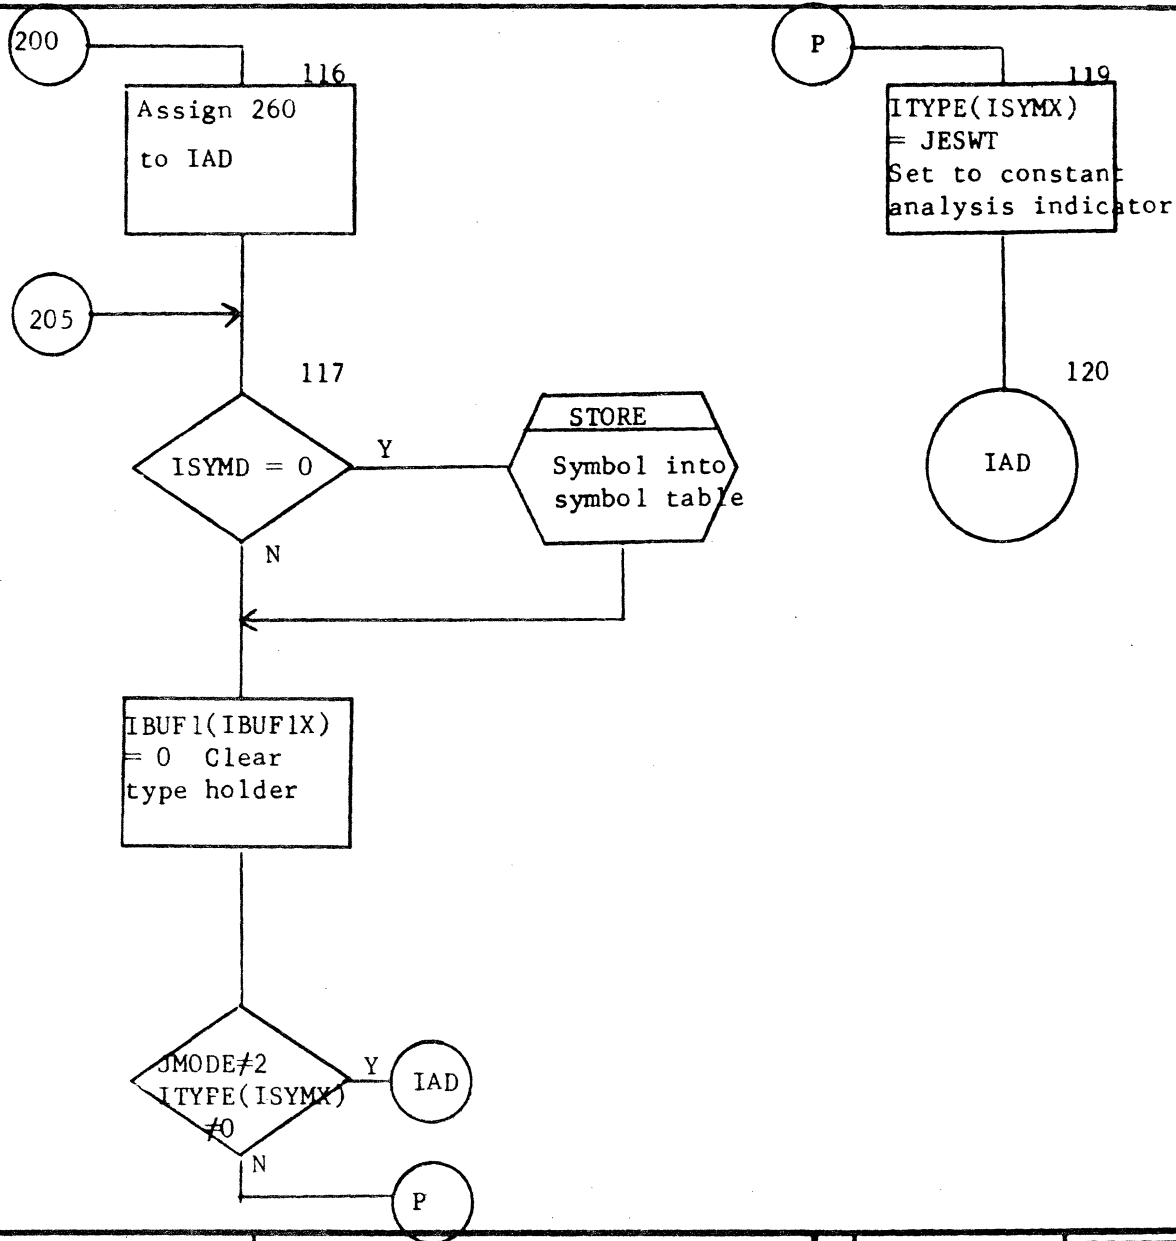 200
116
Assign 260
to IAD
205
117
ISYMD = 0
Y
N
STORE
Symbol into
symbol table
IBUF1(IBUF1X)
= 0 Clear
type holder
JMODE≠2
ITYPE(ISYMX)
≠0
Y
IAD
N
P
P
119
ITYPE(ISYMX)
= JESWT
Set to constant
analysis indicator
120
IAD